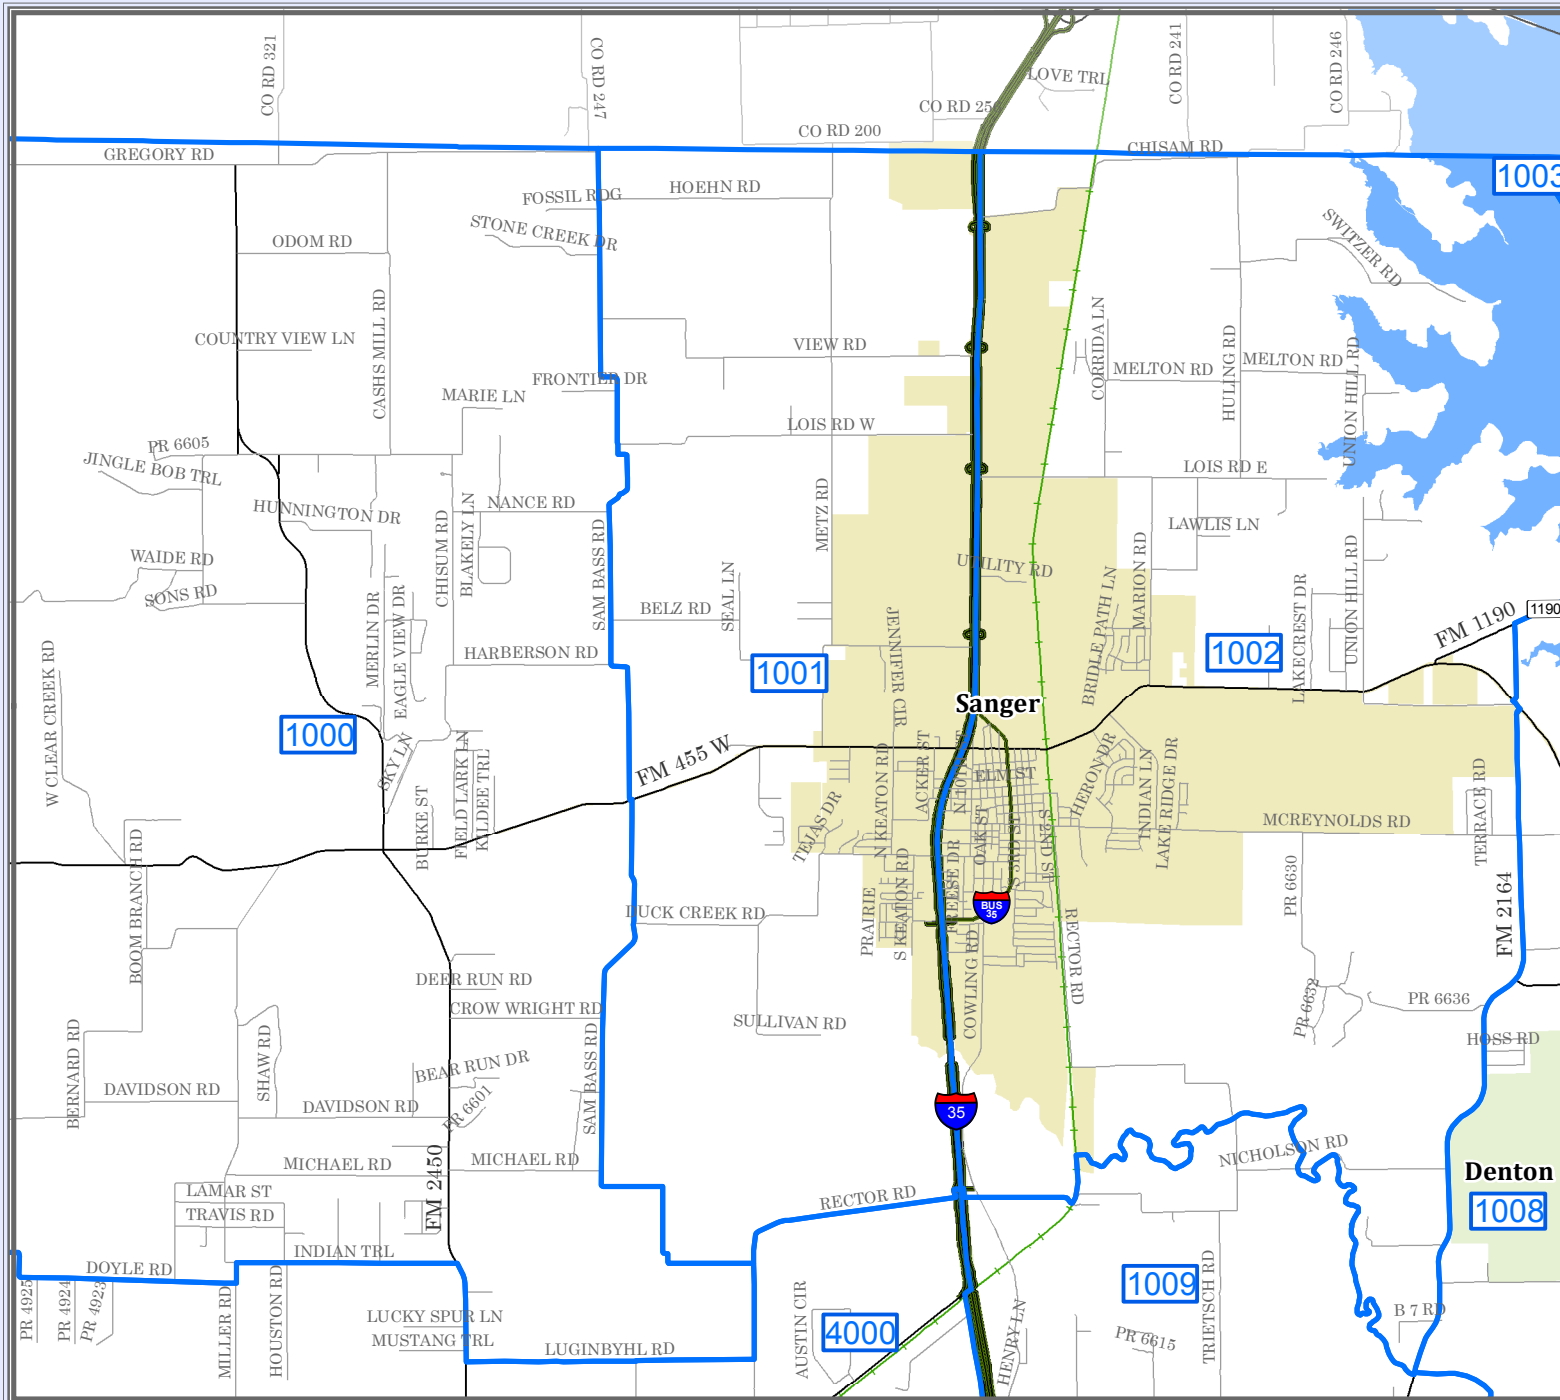 CO RD 321
CO RD 247
CO RD 241
CO RD 246
LOVE TRL
CO RD 25
CO RD 200
CHISAM RD
GREGORY RD
1003
HOEHN RD
FOSSIL RDG
STONE CREEK DR
ODOM RD
SWITZER RD
CASHS MILL RD
COUNTRY VIEW LN
VIEW RD
CORRIDA LN
MELTON RD
HULING RD
MELTON RD
UNION HILL RD
FRONTIER DR
MARIE LN
LOIS RD W
PR 6605
JINGLE BOB TRL
LOIS RD E
HUNNINGTON DR
NANCE RD
METZ RD
LAWLIS LN
CHISUM RD
BLAKELY LN
SAM BASS RD
WAIDE RD
SONS RD
UTILITY RD
MARION RD
BRIDLE PATH LN
UNION HILL RD
LAKECREST DR
SEAL LN
BELZ RD
JENNIFER CIR
FM 1190
1190
MERLIN DR
EAGLE VIEW DR
HARBERSON RD
1001
1002
W CLEAR CREEK RD
Sanger
1000
SKY LN
FIELD LARK LN
KILDEE TRL
BURKE ST
FM 455 W
TEJAS DR
N KEATON RD
ACKER ST
N 10TH ST
ELM ST
OAK ST
S 3RD ST
S 2ND ST
HERON DR
INDIAN LN
LAKE RIDGE DR
MCREYNOLDS RD
TERRACE RD
BOOM BRANCH RD
PR 6630
FM 2164
DUCK CREEK RD
PRAIRIE
S KEATON RD
FREESE DR
BUS
35
COWLING RD
RECTOR RD
DEER RUN RD
CROW WRIGHT RD
SULLIVAN RD
PR 6632
PR 6636
HOSS RD
BERNARD RD
SHAW RD
BEAR RUN DR
PR 6601
SAM BASS RD
DAVIDSON RD
DAVIDSON RD
35
MICHAEL RD
MICHAEL RD
FM 2450
NICHOLSON RD
Denton
1008
LAMAR ST
TRAVIS RD
RECTOR RD
INDIAN TRL
DOYLE RD
1009
TRIETSCH RD
PR 4925
PR 4924
PR 4923
MILLER RD
HOUSTON RD
LUCKY SPUR LN
MUSTANG TRL
LUGINBYHL RD
AUSTIN CIR
4000
HENRY LN
PR 6615
B 7 RD